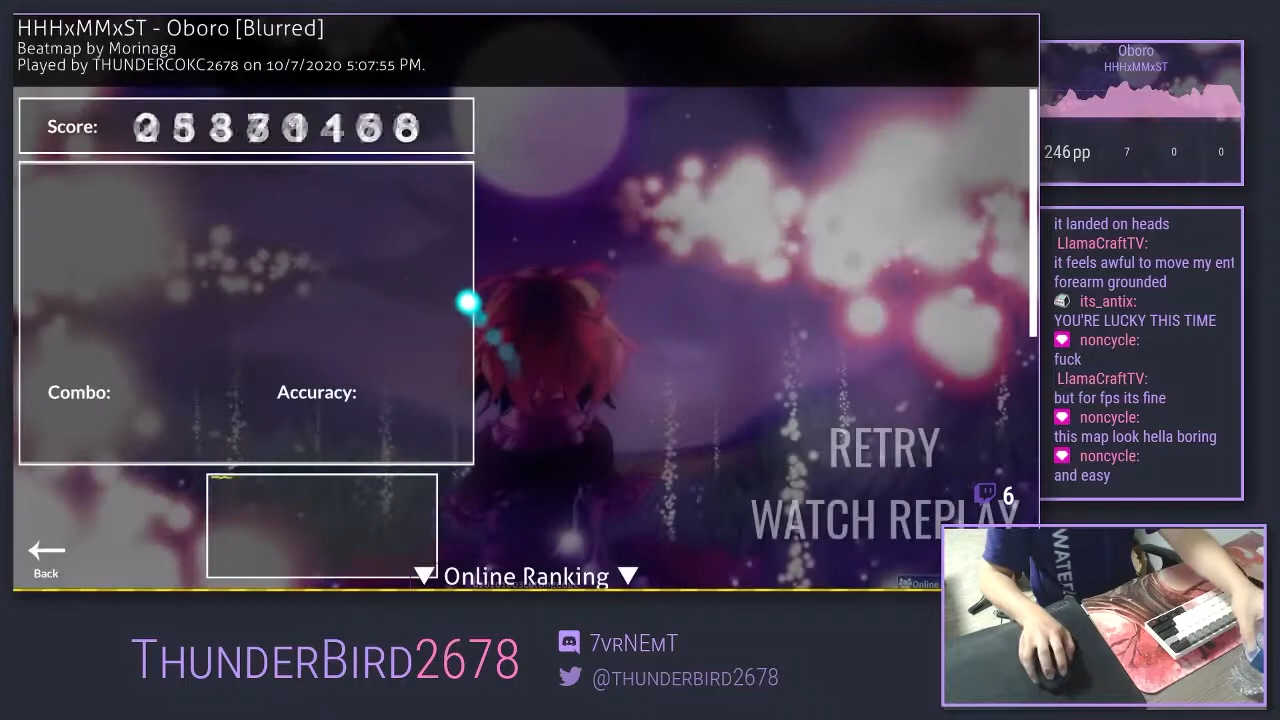 HHHxMMxST - Oboro [Blurred]
Beatmap by Morinaga
Played by THUNDERCOKC2678 on 10/7/2020 5:07:55 PM.
Score:
Combo:
Accuracy:
RETRY
WATCH REPLAY
6
Back
▼ Online Ranking ▼
Online
Oboro
HHHxMMxST
246pp
7
0
0
it landed on heads
LlamaCraftTV:
it feels awful to move my ent
forearm grounded
its_antix:
YOU'RE LUCKY THIS TIME
noncycle:
fuck
LlamaCraftTV:
but for fps its fine
noncycle:
this map look hella boring
noncycle:
and easy
THUNDERBIRD2678
7VRNEMT
@THUNDERBIRD2678
WATER